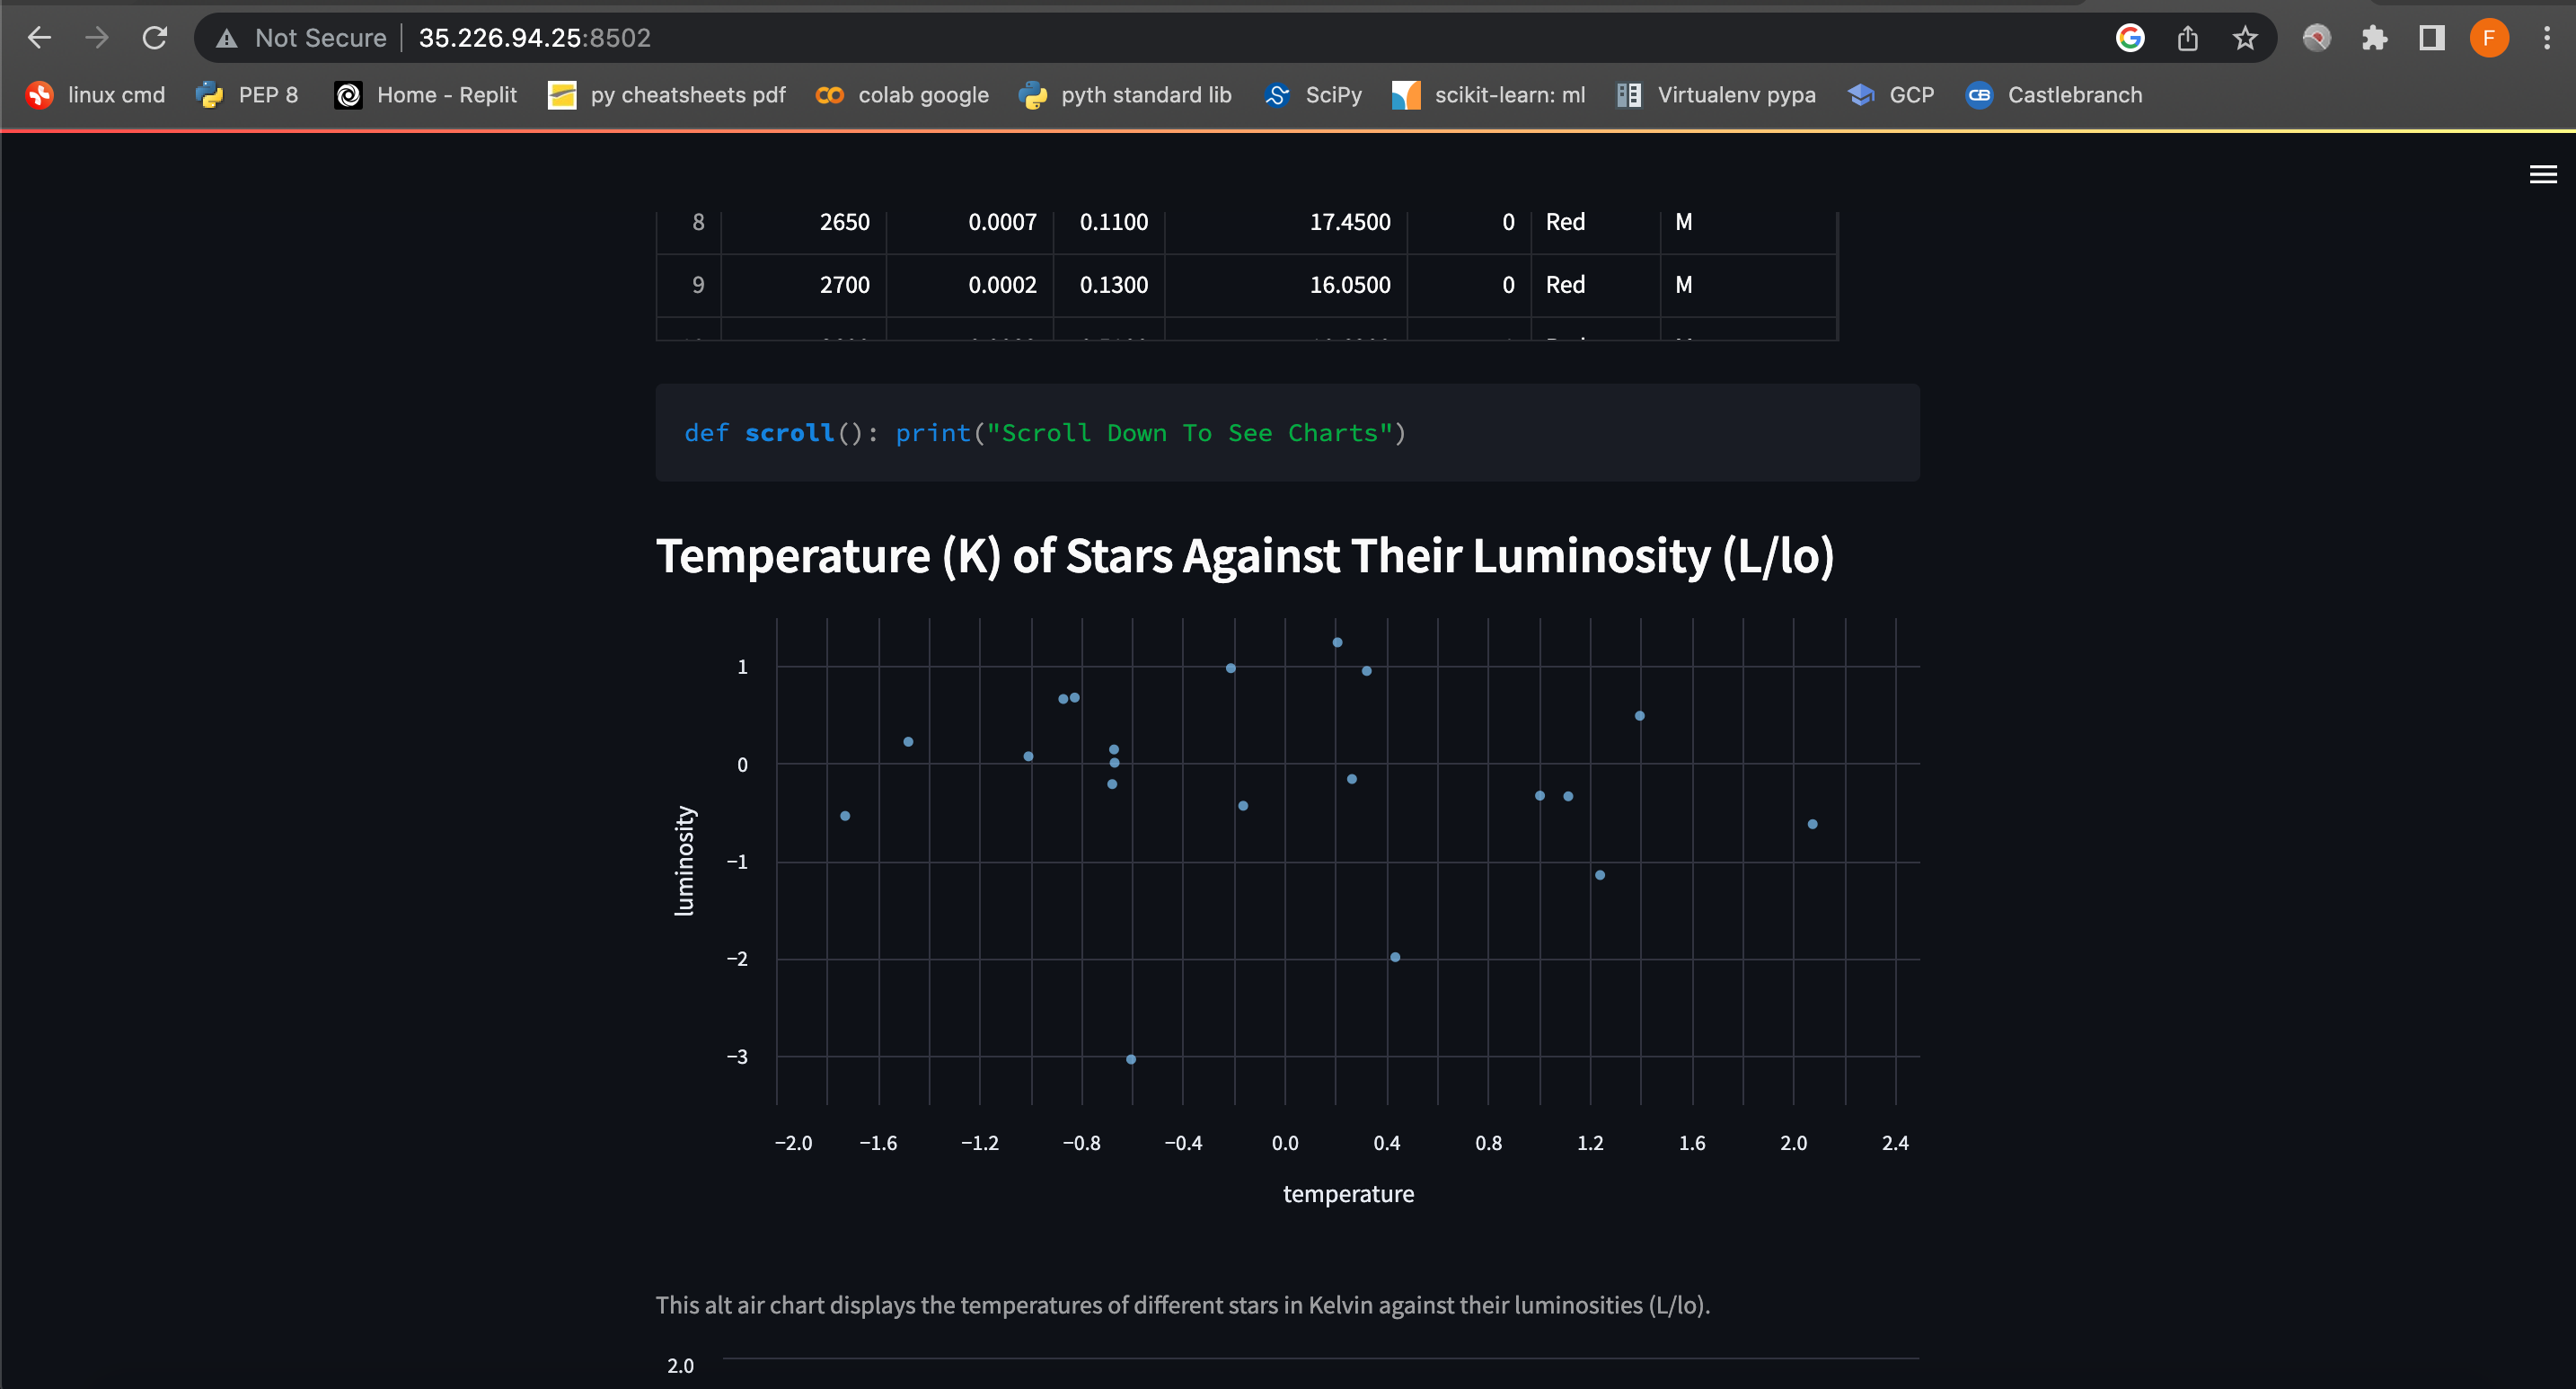 Not Secure | 35.226.94.25:8502
F
linux cmd PEP 8 Home - Replit py cheatsheets pdf colab google pyth standard lib SciPy scikit-learn: ml Virtualenv pypa GCP CB Castlebranch
8 2650 0.0007 0.1100 17.4500 0 Red M
9 2700 0.0002 0.1300 16.0500 0 Red M
def scroll(): print("Scroll Down To See Charts")
Temperature (K) of Stars Against Their Luminosity (L/lo)
1
0
−1
−2
−3
luminosity
−2.0 −1.6 −1.2 −0.8 −0.4 0.0 0.4 0.8 1.2 1.6 2.0 2.4
temperature
This alt air chart displays the temperatures of different stars in Kelvin against their luminosities (L/lo).
2.0